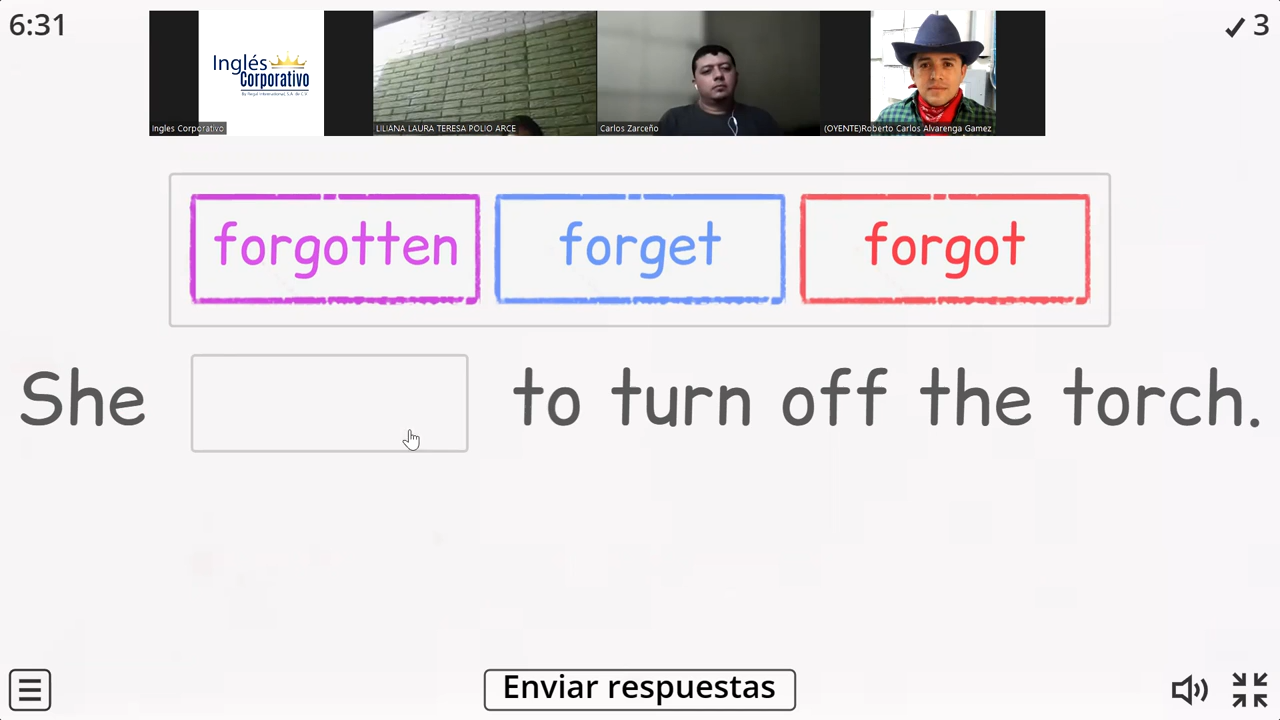 6:31
3
Inglés
Corporativo
Ingles Corporativo
LILIANA LAURA TERESA POLIO ARCE
Carlos Zarceño
(OYENTE)Roberto Carlos Alvarenga Gamez
forgotten
forget
forgot
She to turn off the torch.
Enviar respuestas